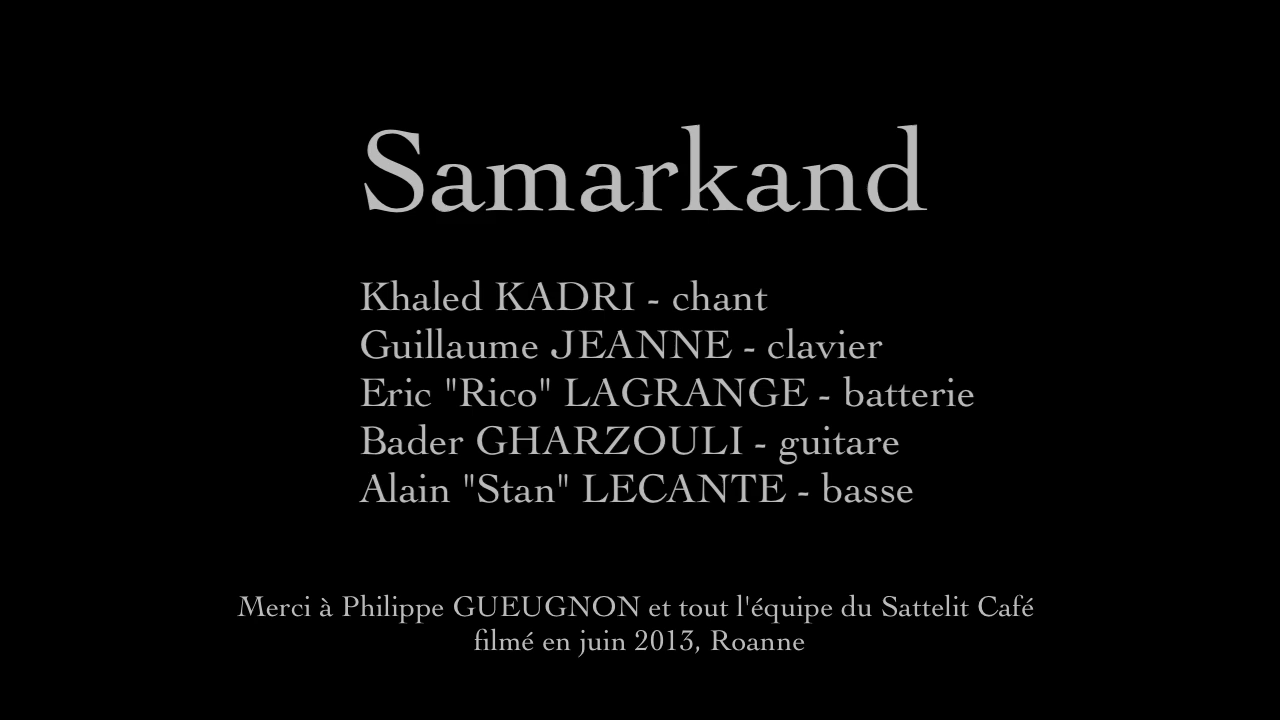 Samarkand
Khaled KADRI - chant
Guillaume JEANNE - clavier
Eric "Rico" LAGRANGE - batterie
Bader GHARZOULI - guitare
Alain "Stan" LECANTE - basse
Merci à Philippe GUEUGNON et tout l'équipe du Sattelit Café
filmé en juin 2013, Roanne